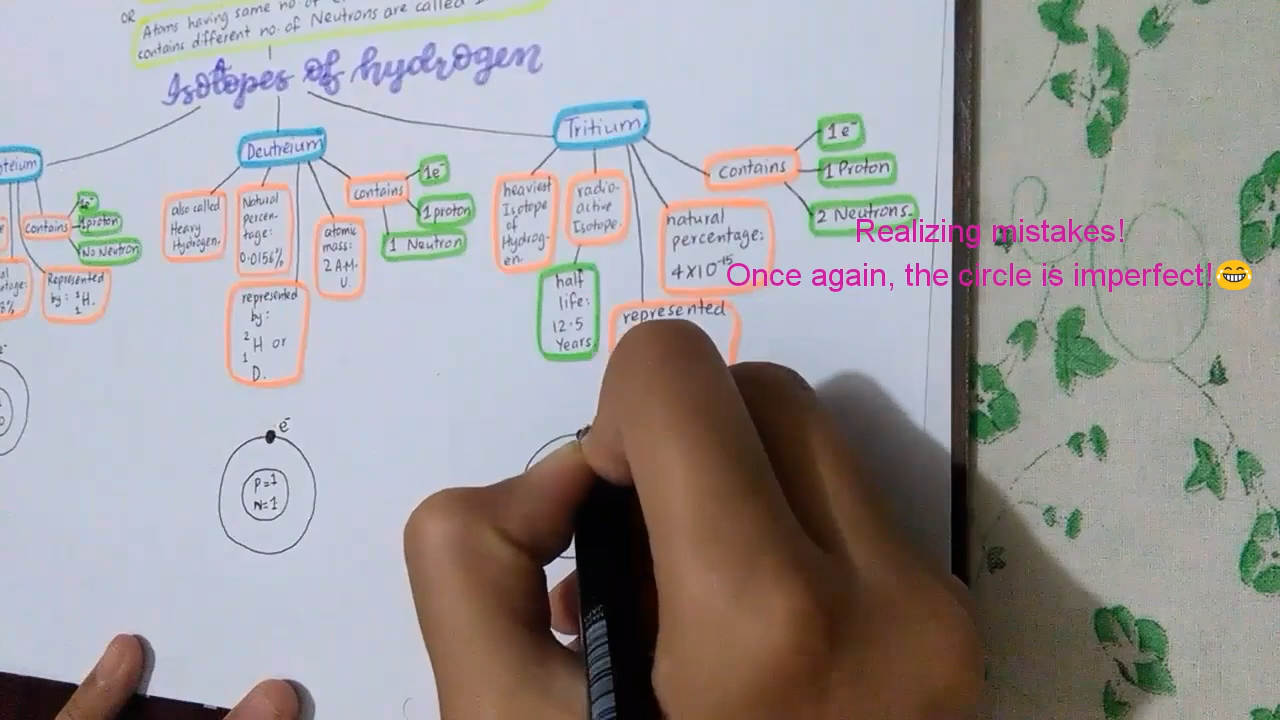 OR
Atoms having same no. of
contains different no. of Neutrons are called
Isotopes of hydrogen
Deutreium
Tritium
contains
1e⁻
1 proton
No Neutron
Represented
by: ¹₁H.
also called
Heavy
Hydrogen.
Natural
percen-
tage:
0.0156%
represented
by:
²₁H or
D.
atomic
mass:
2 A.M.
U.
contains
1e⁻
1 proton
1 Neutron
heaviest
Isotope
of
Hydrog-
en.
radio-
active
Isotope.
half
life:
12.5
Years
natural
percentage:
4X10⁻¹⁵
represented
contains
1e⁻
1 Proton
2 Neutrons.
e⁻
P=1
N=1
Realizing mistakes!
Once again, the circle is imperfect!😁